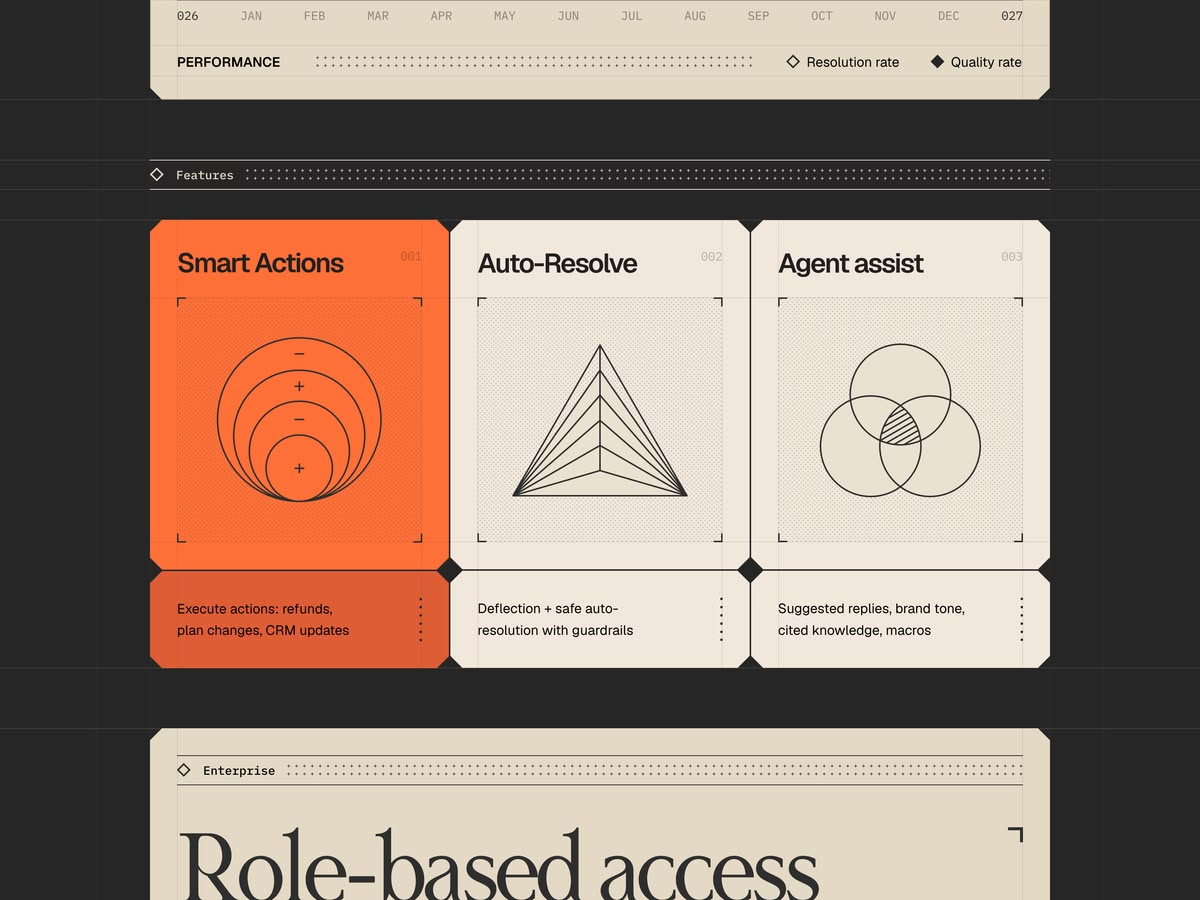 026 JAN FEB MAR APR MAY JUN JUL AUG SEP OCT NOV DEC 027
PERFORMANCE Resolution rate Quality rate
Features
Smart Actions 001
Auto-Resolve 002
Agent assist 003
−
+
−
+
Execute actions: refunds,
plan changes, CRM updates
Deflection + safe auto-
resolution with guardrails
Suggested replies, brand tone,
cited knowledge, macros
Enterprise
Role-based access